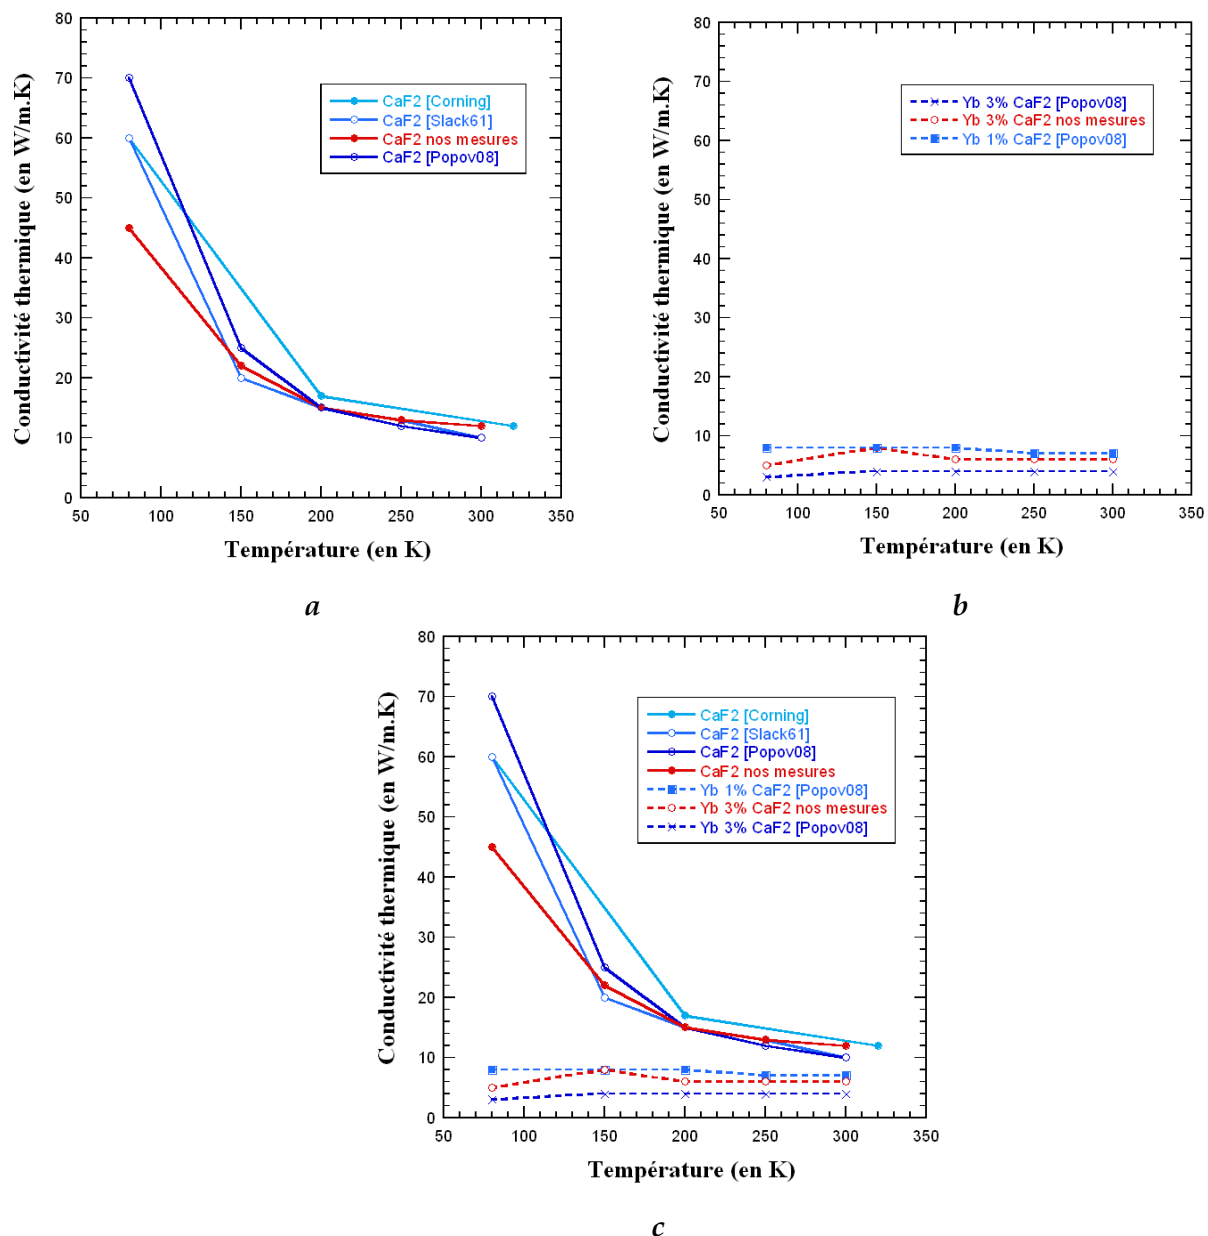 80
70
60
50
40
30
20
10
0
Conductivité thermique (en W/m.K)
CaF2 [Corning]
CaF2 [Slack61]
CaF2 nos mesures
CaF2 [Popov08]
50 100 150 200 250 300 350
Température (en K)
a
80
70
60
50
40
30
20
10
0
Conductivité thermique (en W/m.K)
Yb 3% CaF2 [Popov08]
Yb 3% CaF2 nos mesures
Yb 1% CaF2 [Popov08]
50 100 150 200 250 300 350
Température (en K)
b
80
70
60
50
40
30
20
10
0
Conductivité thermique (en W/m.K)
CaF2 [Corning]
CaF2 [Slack61]
CaF2 [Popov08]
CaF2 nos mesures
Yb 1% CaF2 [Popov08]
Yb 3% CaF2 nos mesures
Yb 3% CaF2 [Popov08]
50 100 150 200 250 300 350
Température (en K)
c